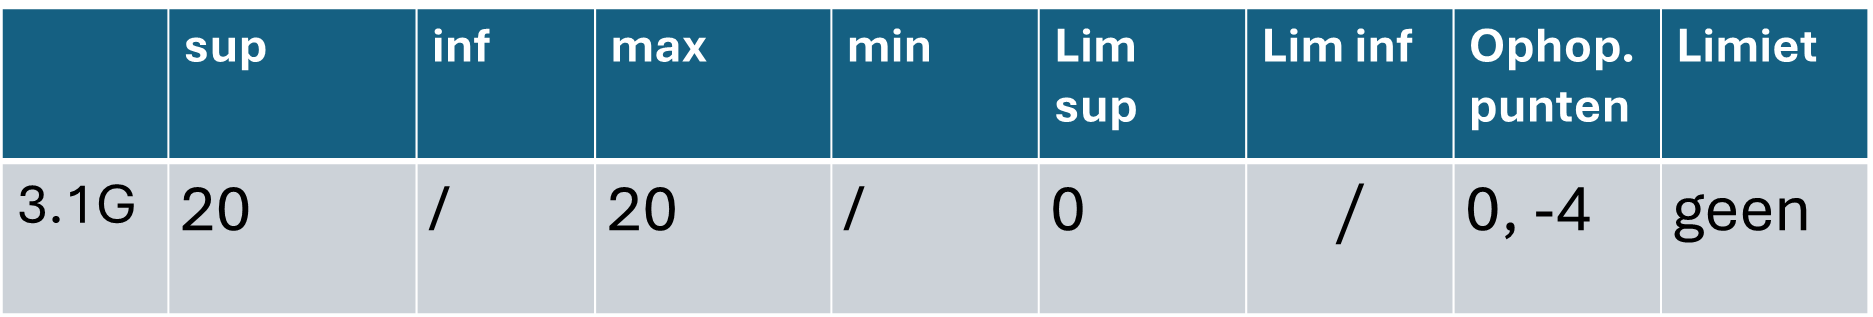 sup inf max min Lim sup Lim inf Ophop. punten Limiet
3.1G 20 / 20 / 0 / 0, -4 geen